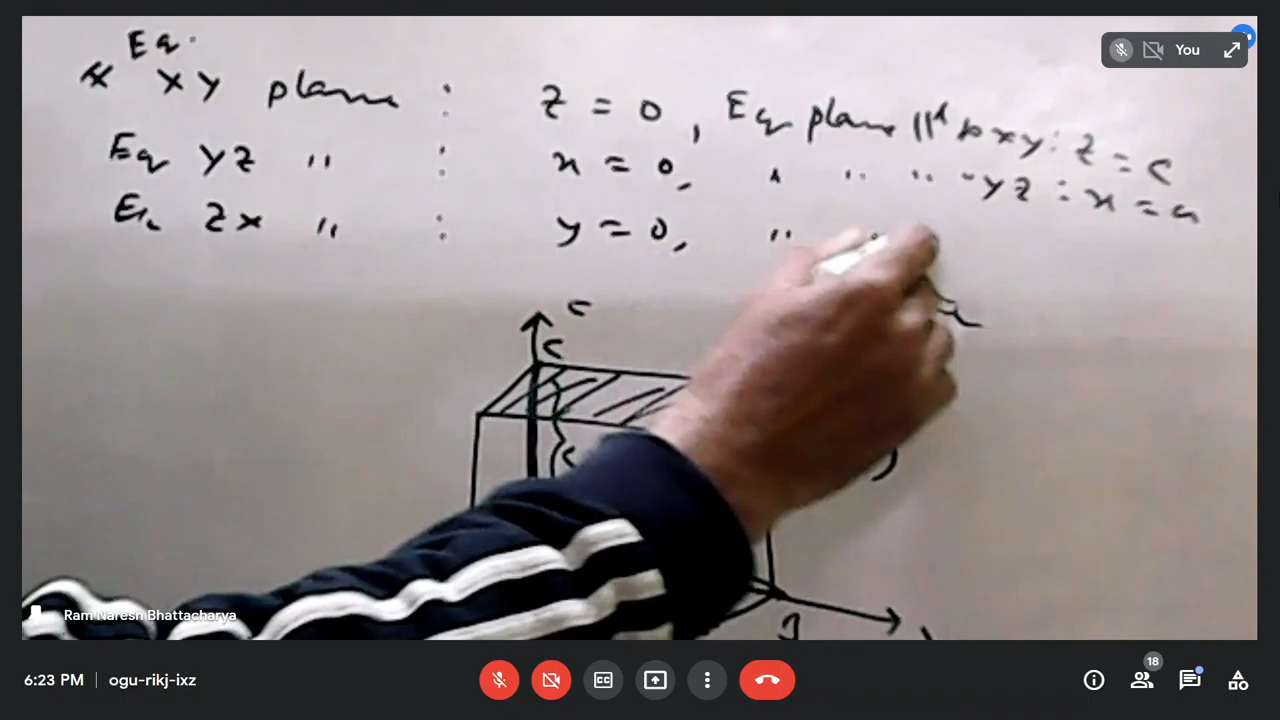 Eq.
XY plane : z = 0, Eq plane ||ˡ to xy : z = c
Eq YZ " : x = 0, " " " " YZ : x = a
Eq ZX " : y = 0, "
c
c
You
Ram Naresh Bhattacharya
6:23 PM | ogu-rikj-ixz
18